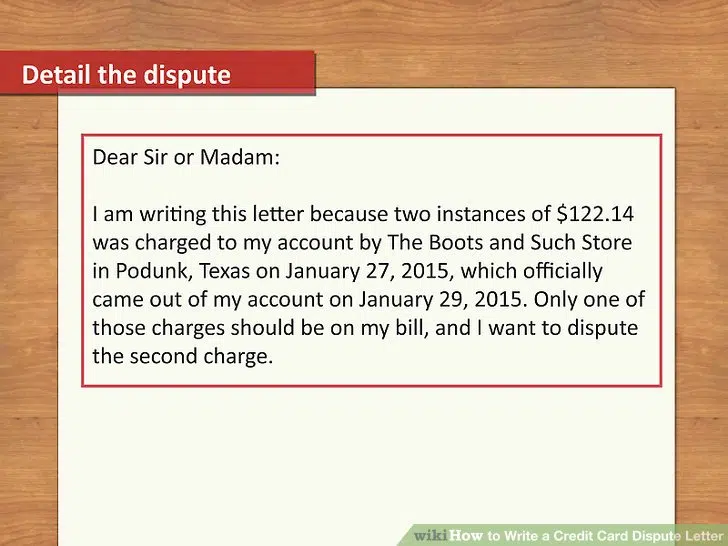 Detail the dispute
Dear Sir or Madam:
I am writing this letter because two instances of $122.14
was charged to my account by The Boots and Such Store
in Podunk, Texas on January 27, 2015, which officially
came out of my account on January 29, 2015. Only one of
those charges should be on my bill, and I want to dispute
the second charge.
wikiHow to Write a Credit Card Dispute Letter